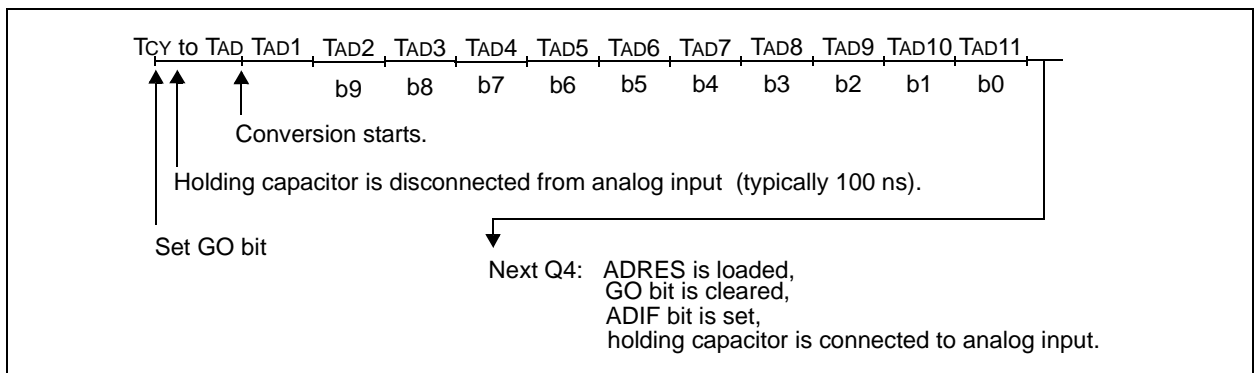 TCY to TAD TAD1 TAD2 TAD3 TAD4 TAD5 TAD6 TAD7 TAD8 TAD9 TAD10 TAD11
b9 b8 b7 b6 b5 b4 b3 b2 b1 b0
Conversion starts.
Holding capacitor is disconnected from analog input (typically 100 ns).
Set GO bit
Next Q4: ADRES is loaded,
GO bit is cleared,
ADIF bit is set,
holding capacitor is connected to analog input.